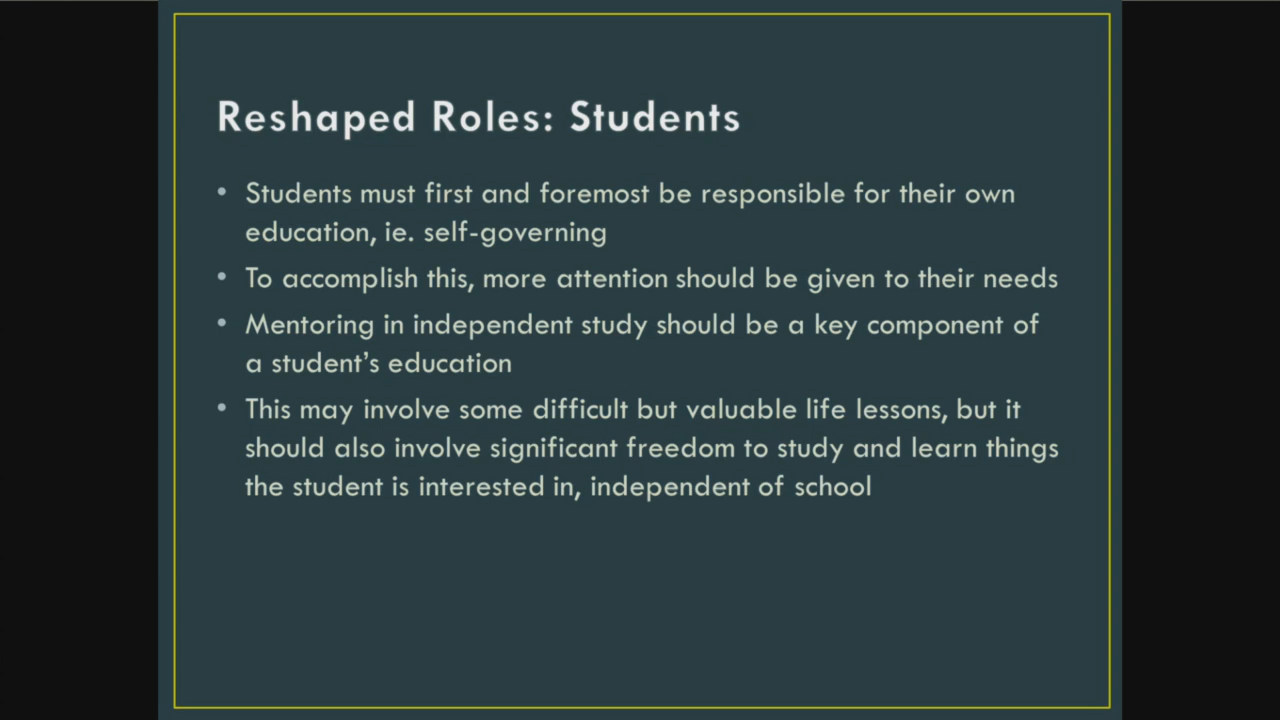 Reshaped Roles: Students
• Students must first and foremost be responsible for their own
education, ie. self-governing
• To accomplish this, more attention should be given to their needs
• Mentoring in independent study should be a key component of
a student’s education
• This may involve some difficult but valuable life lessons, but it
should also involve significant freedom to study and learn things
the student is interested in, independent of school